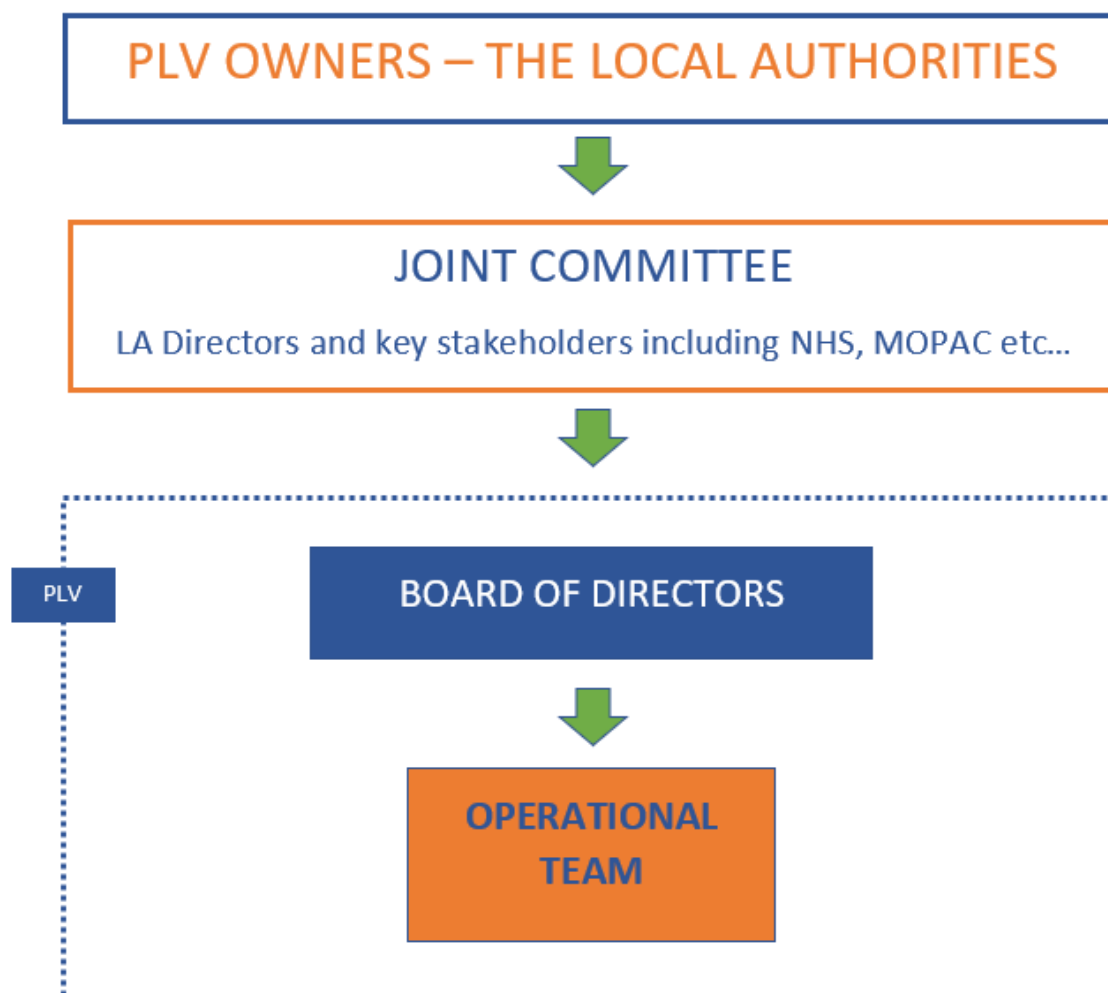 PLV OWNERS – THE LOCAL AUTHORITIES
JOINT COMMITTEE
LA Directors and key stakeholders including NHS, MOPAC etc…
PLV
BOARD OF DIRECTORS
OPERATIONAL
TEAM